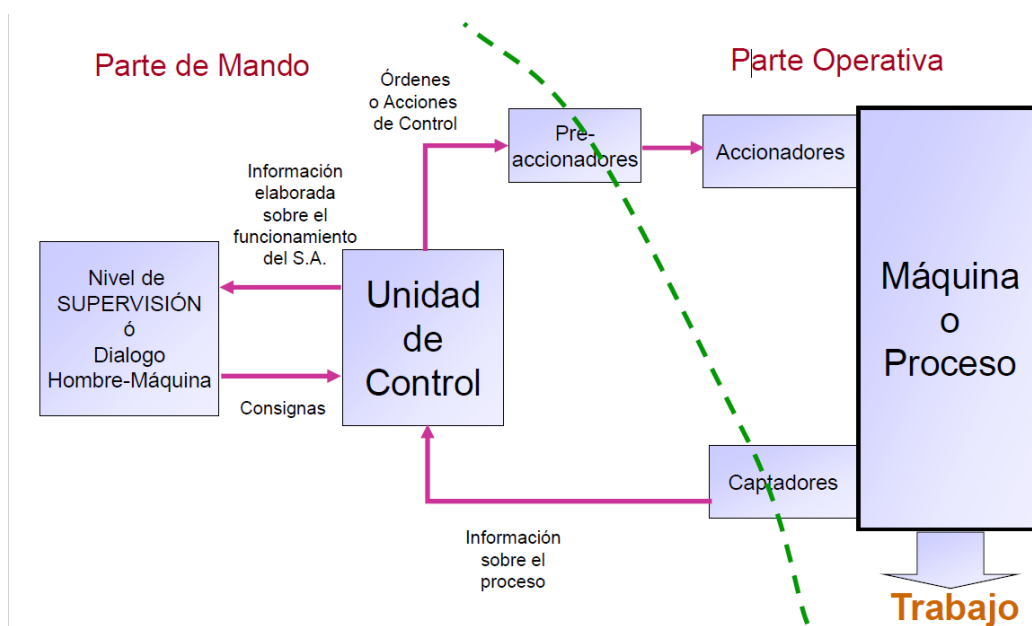 Parte de Mando
Parte Operativa
Órdenes
o Acciones
de Control
Pre-
accionadores
Accionadores
Información
elaborada
sobre el
funcionamiento
del S.A.
Nivel de
SUPERVISIÓN
ó
Dialogo
Hombre-Máquina
Unidad
de
Control
Máquina
o
Proceso
Consignas
Captadores
Información
sobre el
proceso
Trabajo